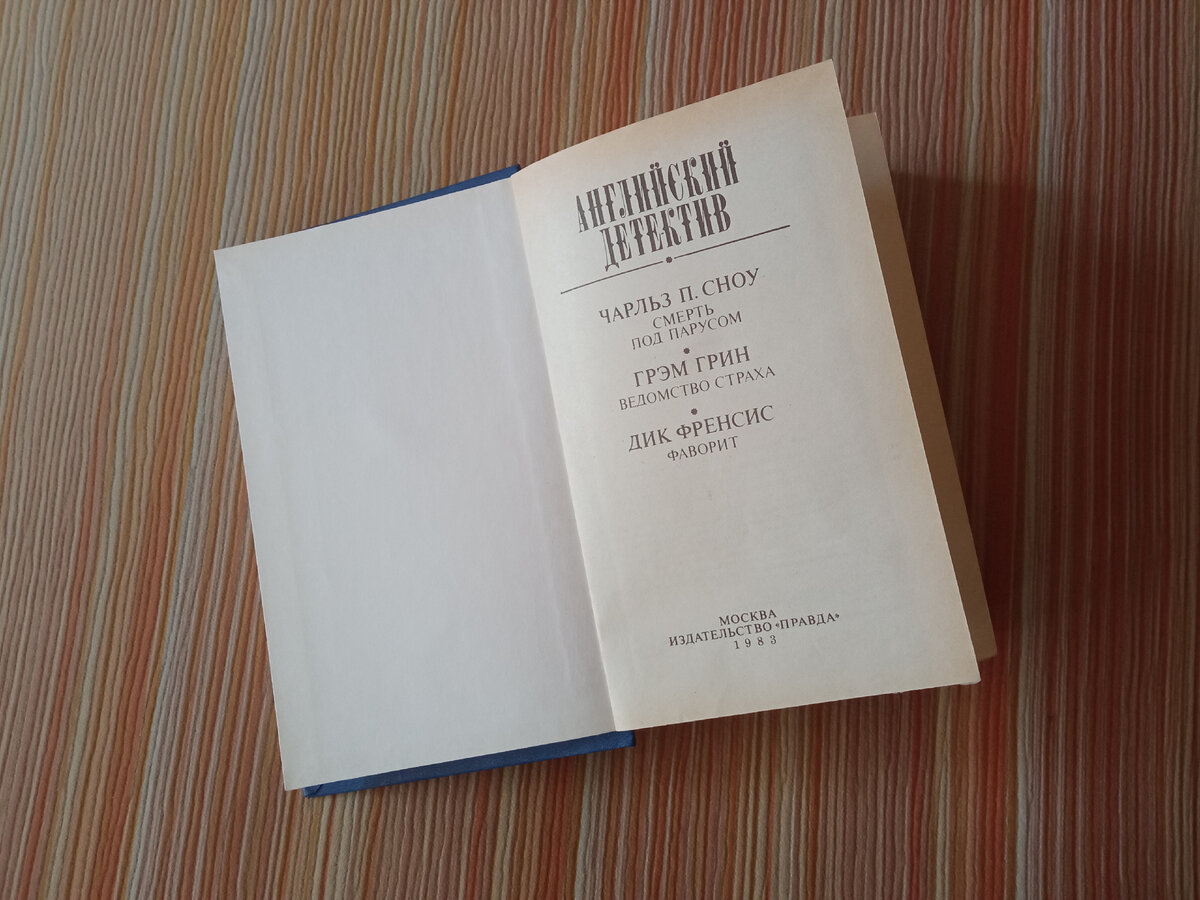 АНГЛИЙСКИЙ
ДЕТЕКТИВ
ЧАРЛЬЗ П. СНОУ
СМЕРТЬ
ПОД ПАРУСОМ
ГРЭМ ГРИН
ВЕДОМСТВО СТРАХА
ДИК ФРЕНСИС
ФАВОРИТ
МОСКВА
ИЗДАТЕЛЬСТВО «ПРАВДА»
1983